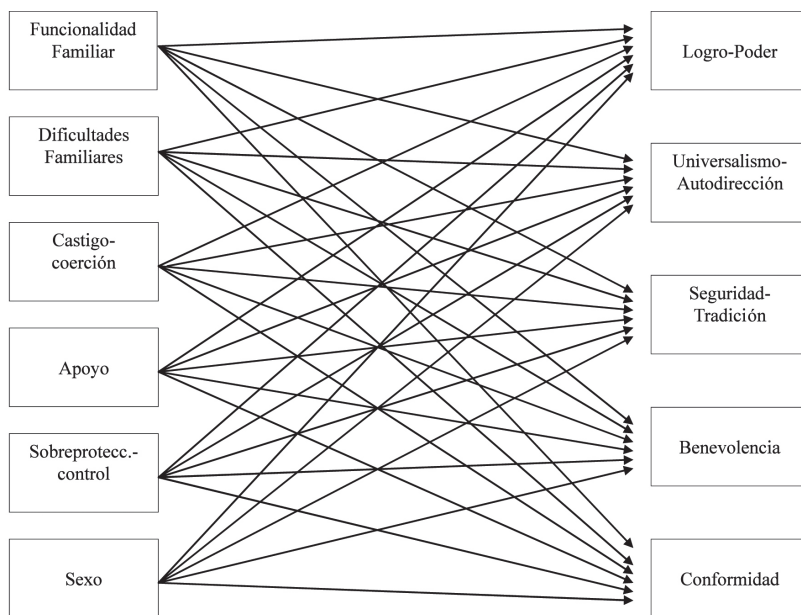 Funcionalidad
Familiar
Dificultades
Familiares
Castigo-
coerción
Apoyo
Sobreprotecc.-
control
Sexo
Logro-Poder
Universalismo-
Autodirección
Seguridad-
Tradición
Benevolencia
Conformidad